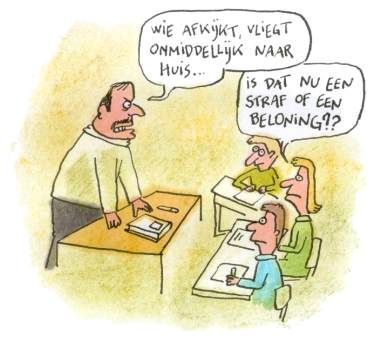 WIE AFKIJKT, VLIEGT
ONMIDDELLIJK NAAR
HUIS...
IS DAT NU EEN
STRAF OF EEN
BELONING??